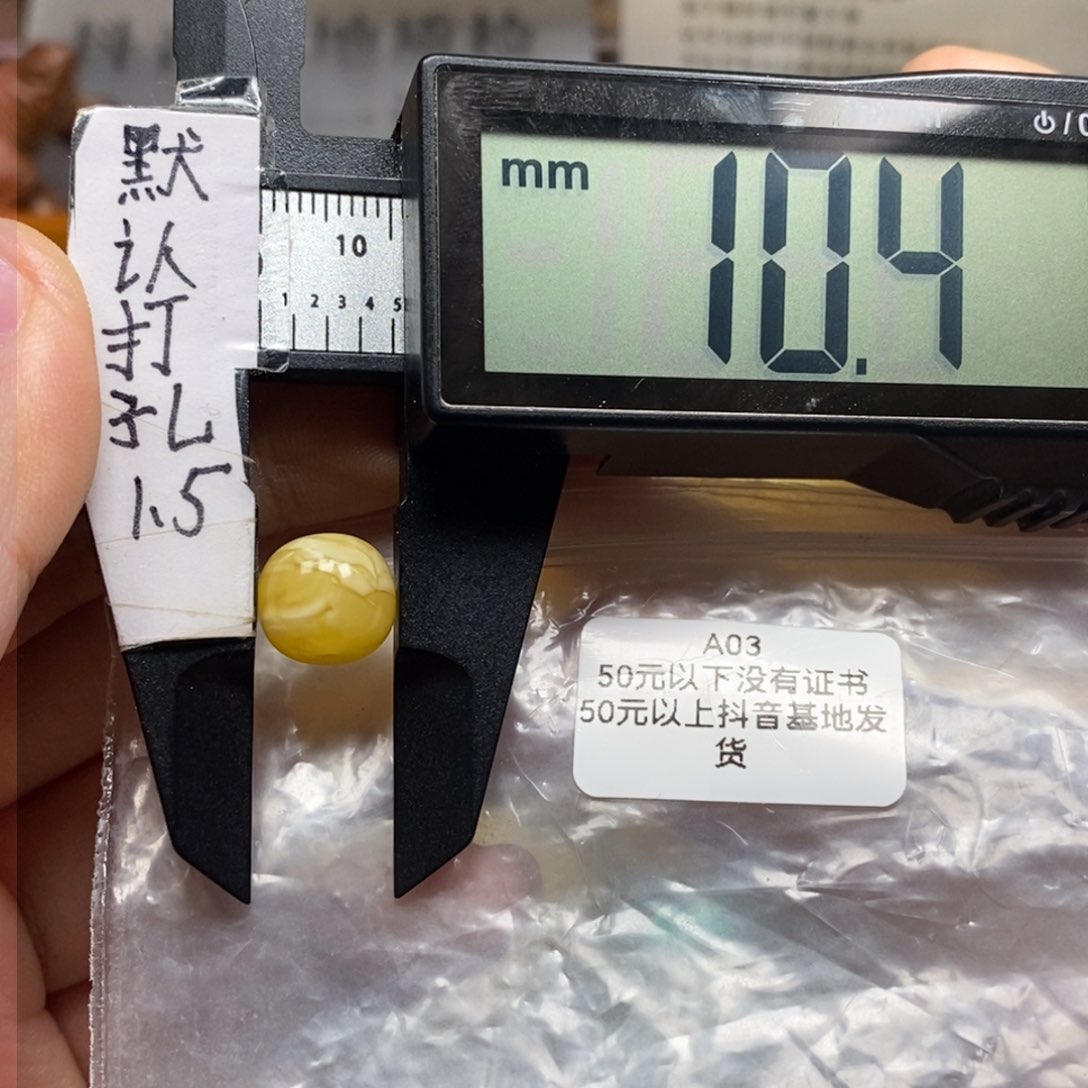 默
认
打
孔
1.5
mm
10.4
10
1 2 3 4 5
A03
50元以下没有证书
50元以上抖音基地发
货